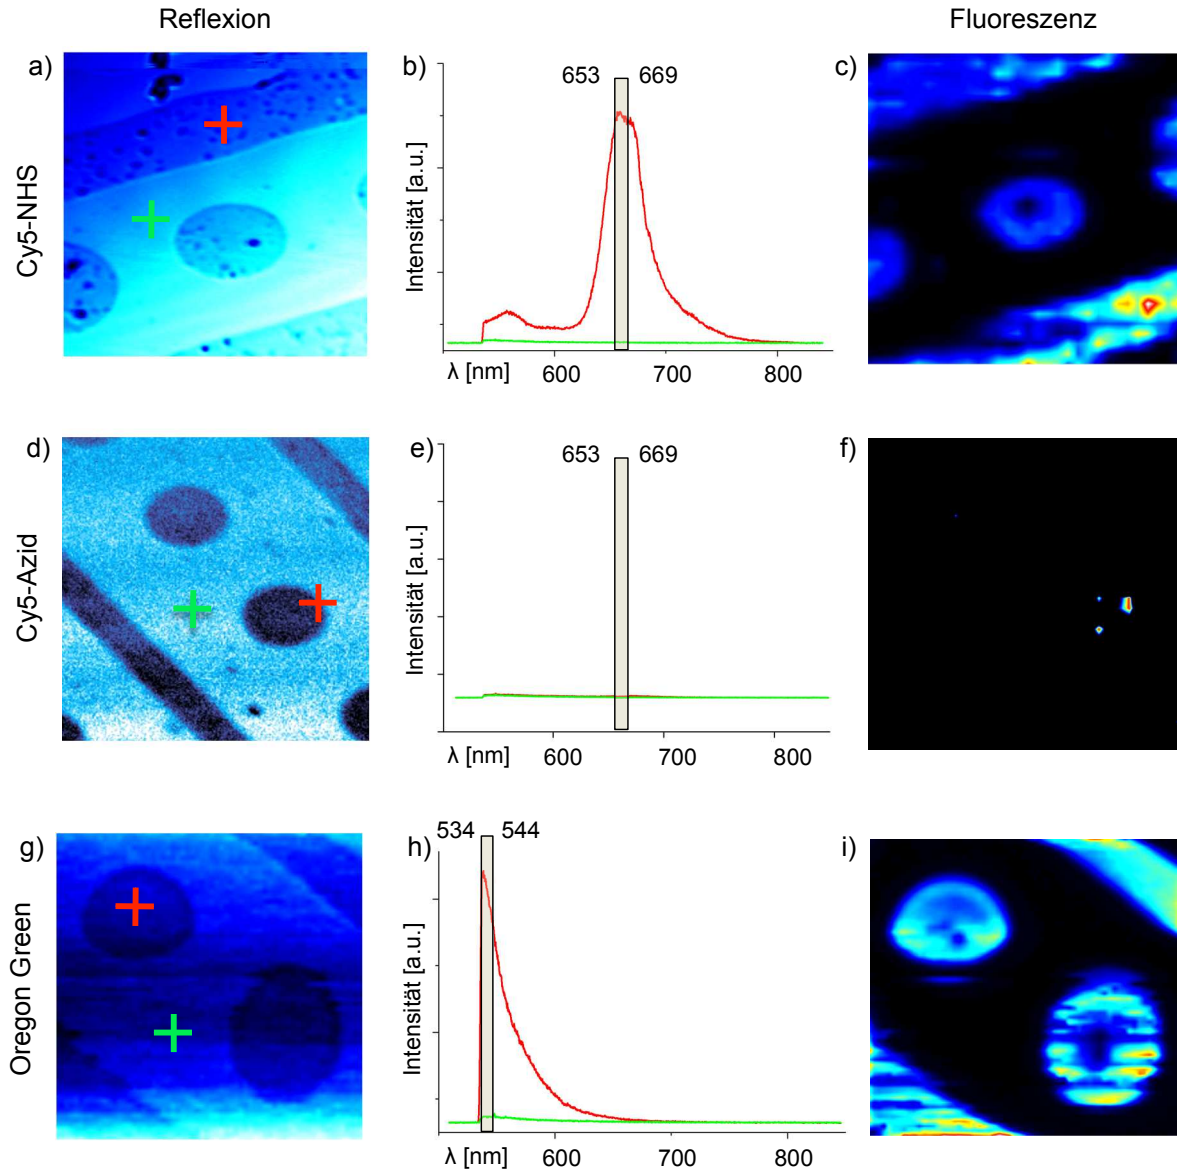 Reflexion
Fluoreszenz
Cy5-NHS
a)
b)
653 669
Intensität [a.u.]
λ [nm] 600 700 800
c)
Cy5-Azid
d)
e)
653 669
Intensität [a.u.]
λ [nm] 600 700 800
f)
Oregon Green
g)
h)
534 544
Intensität [a.u.]
λ [nm] 600 700 800
i)